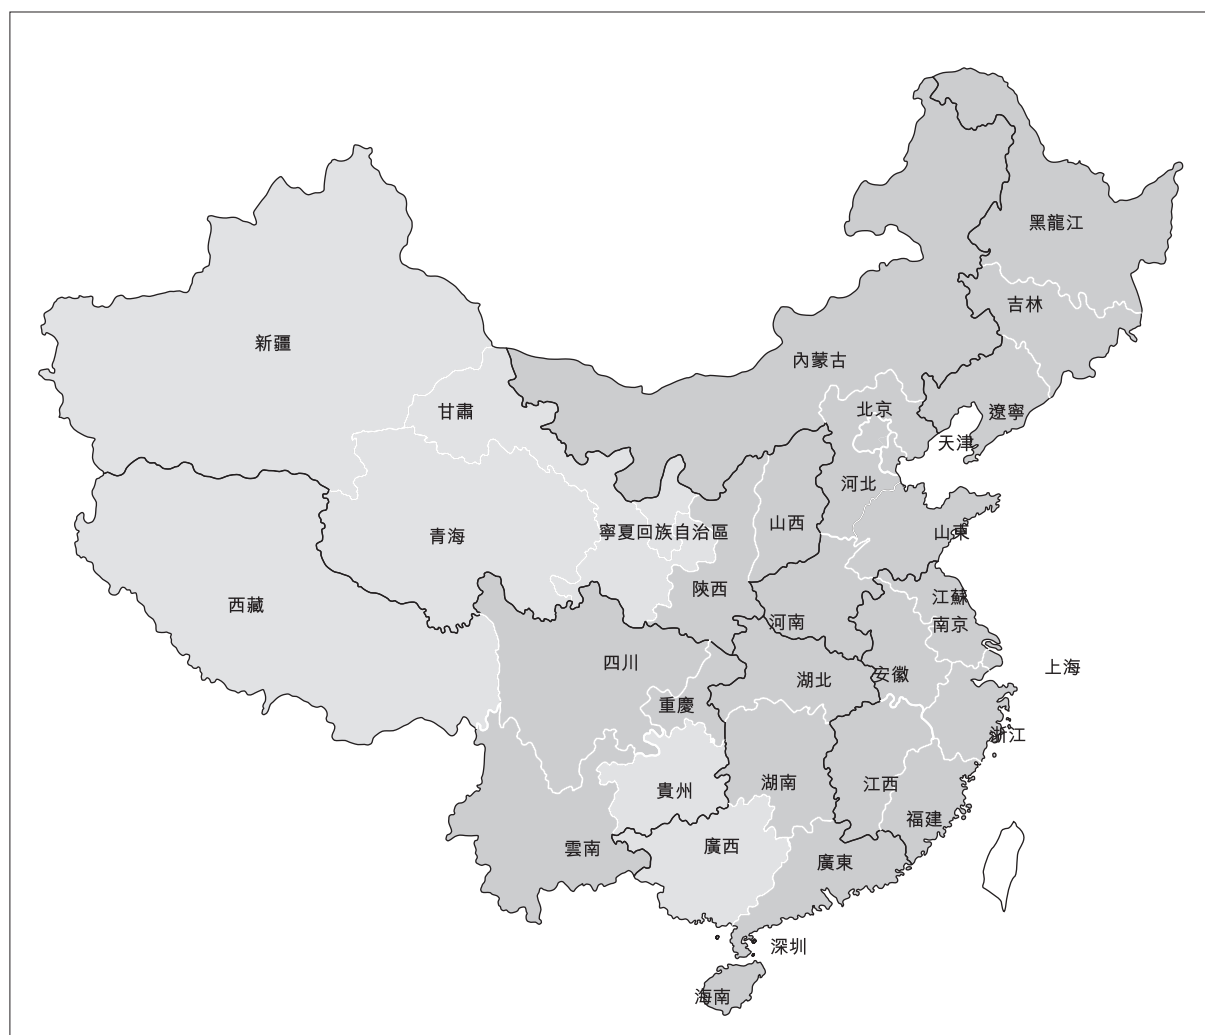 黑龍江
吉林
新疆
內蒙古
甘肅
北京
遼寧
天津
河北
山西
寧夏回族自治區
山東
青海
陝西
江蘇
西藏
河南
南京
四川
上海
湖北
安徽
重慶
浙江
湖南
江西
貴州
福建
雲南
廣西
廣東
深圳
海南